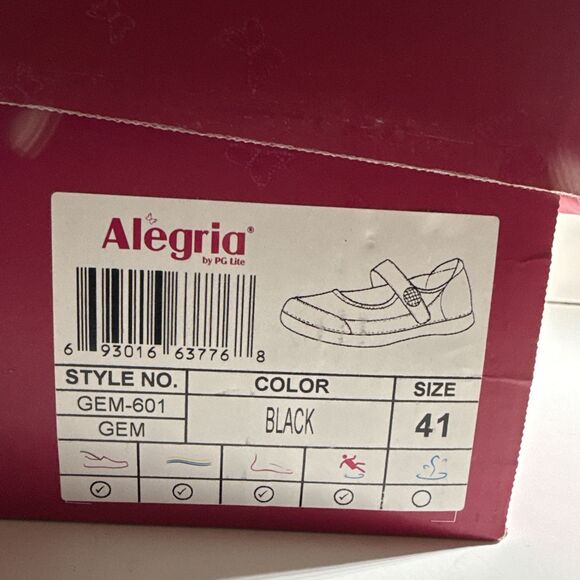 Alegria®
by PG Lite
6 93016 63776 8
STYLE NO. COLOR SIZE
GEM-601 BLACK 41
GEM